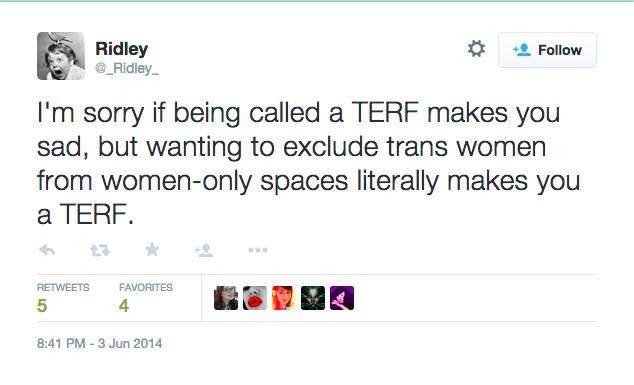 Ridley
@_Ridley_
Follow
I'm sorry if being called a TERF makes you
sad, but wanting to exclude trans women
from women-only spaces literally makes you
a TERF.
RETWEETS FAVORITES
5 4
8:41 PM - 3 Jun 2014